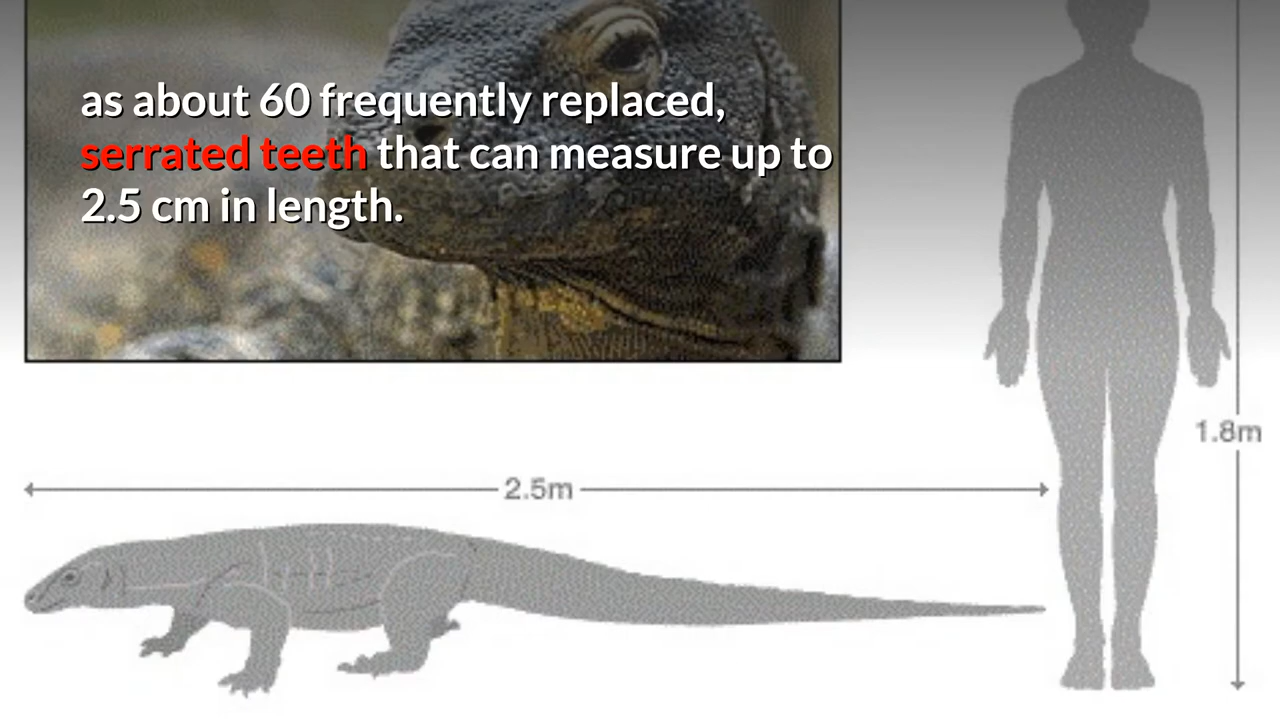 as about 60 frequently replaced,
serrated teeth that can measure up to
2.5 cm in length.
1.8m
2.5m